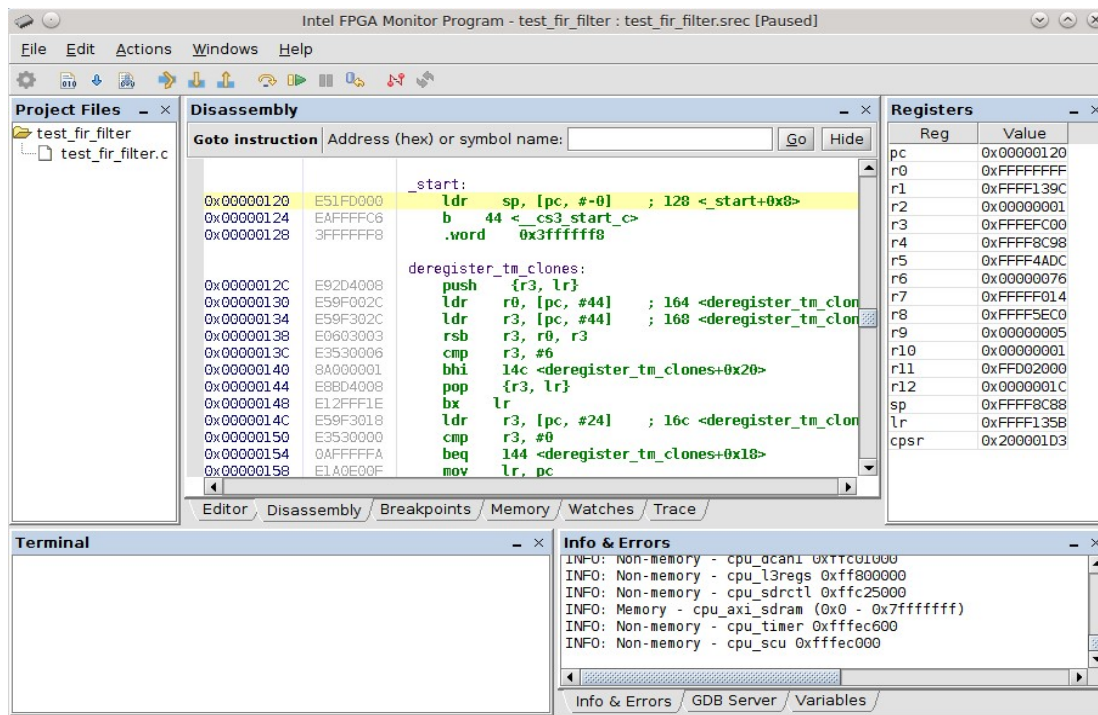 Intel FPGA Monitor Program - test_fir_filter : test_fir_filter.srec [Paused]
File Edit Actions Windows Help
Project Files
test_fir_filter
test_fir_filter.c
Disassembly
Goto instruction Address (hex) or symbol name: Go Hide
_start:
0x00000120 E51FD000 ldr sp, [pc, #-0] ; 128 <_start+0x8>
0x00000124 EAFFFFC6 b 44 <__cs3_start_c>
0x00000128 3FFFFFF8 .word 0x3ffffff8
deregister_tm_clones:
0x0000012C E92D4008 push {r3, lr}
0x00000130 E59F002C ldr r0, [pc, #44] ; 164 <deregister_tm_clon
0x00000134 E59F302C ldr r3, [pc, #44] ; 168 <deregister_tm_clon
0x00000138 E0603003 rsb r3, r0, r3
0x0000013C E3530006 cmp r3, #6
0x00000140 8A000001 bhi 14c <deregister_tm_clones+0x20>
0x00000144 E8BD4008 pop {r3, lr}
0x00000148 E12FFF1E bx lr
0x0000014C E59F3018 ldr r3, [pc, #24] ; 16c <deregister_tm_clon
0x00000150 E3530000 cmp r3, #0
0x00000154 0AFFFFFA beq 144 <deregister_tm_clones+0x18>
0x00000158 E1A0E00F mov lr, pc
Editor Disassembly Breakpoints Memory Watches Trace
Registers
Reg Value
pc 0x00000120
r0 0xFFFFFFFF
r1 0xFFFF139C
r2 0x00000001
r3 0xFFFEFC00
r4 0xFFFF8C98
r5 0xFFFF4ADC
r6 0x00000076
r7 0xFFFFF014
r8 0xFFFF5EC0
r9 0x00000005
r10 0x00000001
r11 0xFFD02000
r12 0x0000001C
sp 0xFFFF8C88
lr 0xFFFF135B
cpsr 0x200001D3
Terminal
Info & Errors
INFO: Non-memory - cpu_dcan1 0xffc01000
INFO: Non-memory - cpu_l3regs 0xff800000
INFO: Non-memory - cpu_sdrctl 0xffc25000
INFO: Memory - cpu_axi_sdram (0x0 - 0x7fffffff)
INFO: Non-memory - cpu_timer 0xfffec600
INFO: Non-memory - cpu_scu 0xfffec000
Info & Errors GDB Server Variables